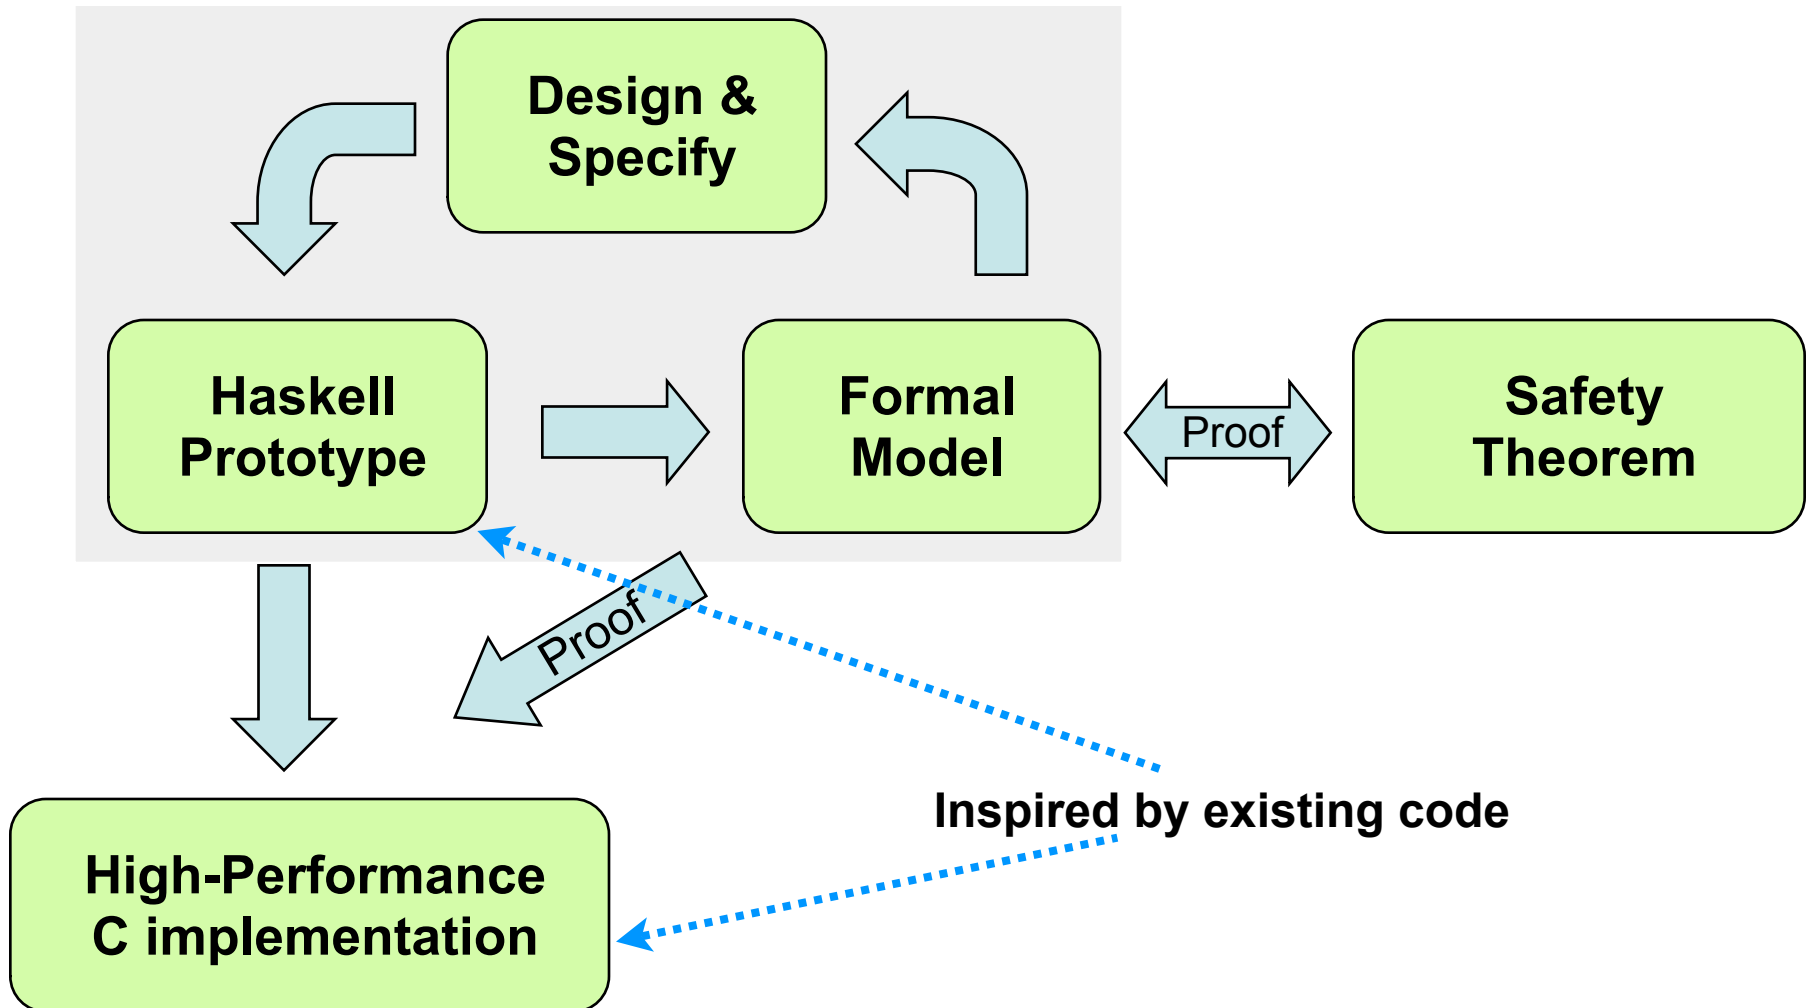 Design &
Specify
Haskell
Prototype
Formal
Model
Proof
Safety
Theorem
Proof
Inspired by existing code
High-Performance
C implementation